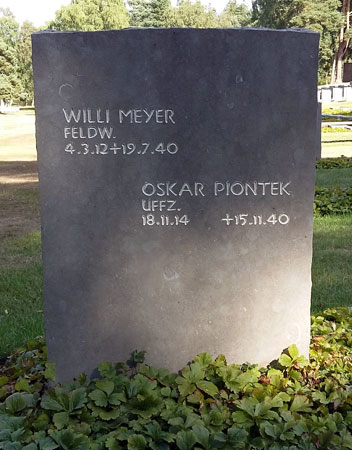 WILLI MEYER
FELDW.
4.3.12+19.7.40
OSKAR PIONTEK
UFFZ.
18.11.14 +15.11.40